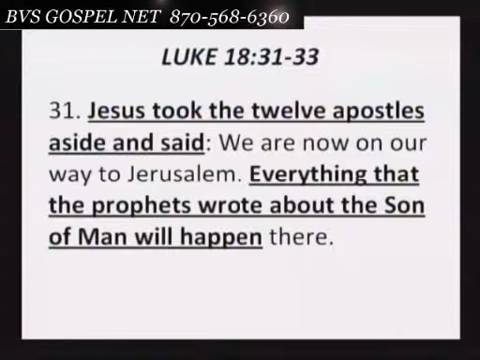 BVS GOSPEL NET  870-568-6360
LUKE 18:31-33
31. Jesus took the twelve apostles
aside and said: We are now on our
way to Jerusalem. Everything that
the prophets wrote about the Son
of Man will happen there.